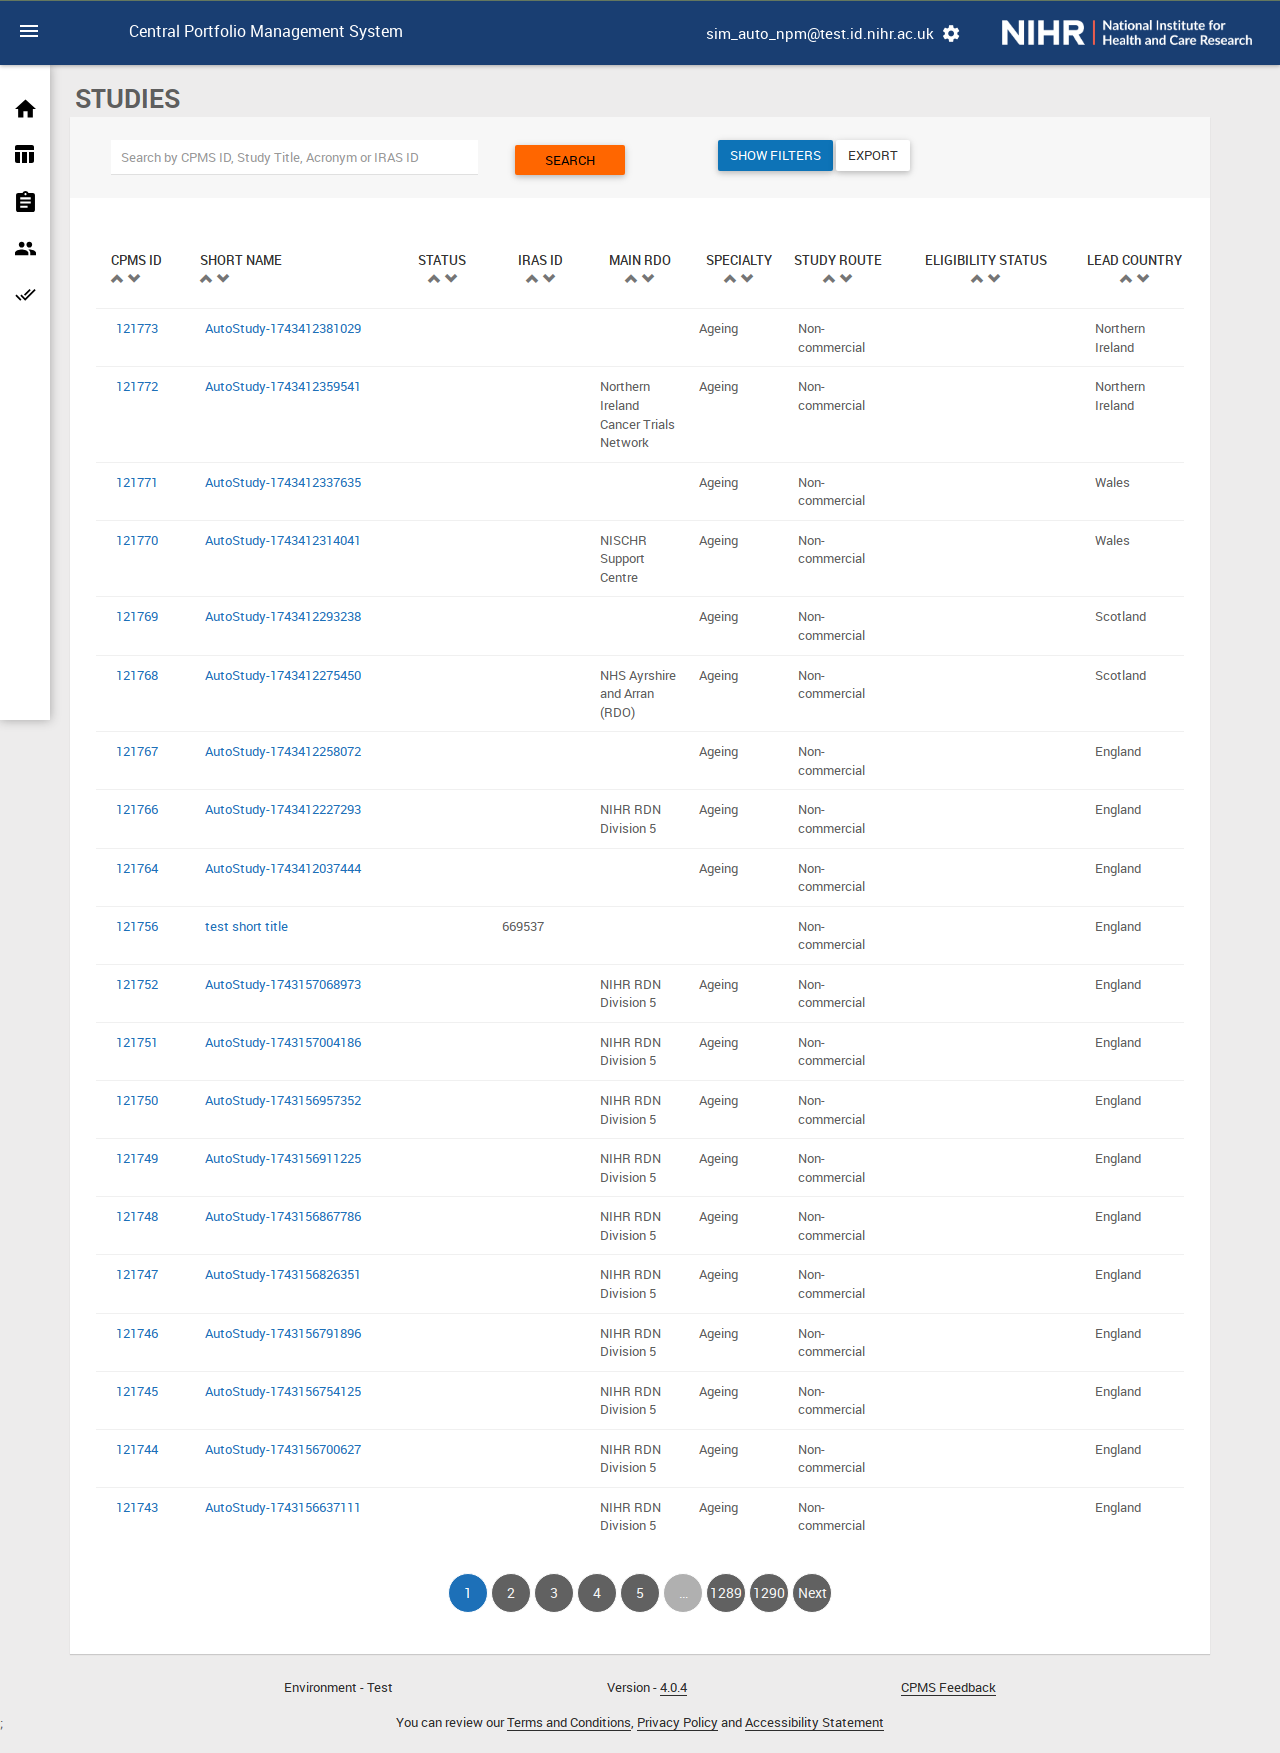 Central Portfolio Management System
sim_auto_npm@test.id.nihr.ac.uk
NIHR | National Institute for
Health and Care Research
STUDIES
Search by CPMS ID, Study Title, Acronym or IRAS ID
SEARCH
SHOW FILTERS
EXPORT
CPMS ID SHORT NAME STATUS IRAS ID MAIN RDO SPECIALTY STUDY ROUTE ELIGIBILITY STATUS LEAD COUNTRY
121773 AutoStudy-1743412381029 Ageing Non- Northern
commercial Ireland
121772 AutoStudy-1743412359541 Northern Ageing Non- Northern
Ireland commercial Ireland
Cancer Trials
Network
121771 AutoStudy-1743412337635 Ageing Non- Wales
commercial
121770 AutoStudy-1743412314041 NISCHR Ageing Non- Wales
Support commercial
Centre
121769 AutoStudy-1743412293238 Ageing Non- Scotland
commercial
121768 AutoStudy-1743412275450 NHS Ayrshire Ageing Non- Scotland
and Arran commercial
(RDO)
121767 AutoStudy-1743412258072 Ageing Non- England
commercial
121766 AutoStudy-1743412227293 NIHR RDN Ageing Non- England
Division 5 commercial
121764 AutoStudy-1743412037444 Ageing Non- England
commercial
121756 test short title 669537 Non- England
commercial
121752 AutoStudy-1743157068973 NIHR RDN Ageing Non- England
Division 5 commercial
121751 AutoStudy-1743157004186 NIHR RDN Ageing Non- England
Division 5 commercial
121750 AutoStudy-1743156957352 NIHR RDN Ageing Non- England
Division 5 commercial
121749 AutoStudy-1743156911225 NIHR RDN Ageing Non- England
Division 5 commercial
121748 AutoStudy-1743156867786 NIHR RDN Ageing Non- England
Division 5 commercial
121747 AutoStudy-1743156826351 NIHR RDN Ageing Non- England
Division 5 commercial
121746 AutoStudy-1743156791896 NIHR RDN Ageing Non- England
Division 5 commercial
121745 AutoStudy-1743156754125 NIHR RDN Ageing Non- England
Division 5 commercial
121744 AutoStudy-1743156700627 NIHR RDN Ageing Non- England
Division 5 commercial
121743 AutoStudy-1743156637111 NIHR RDN Ageing Non- England
Division 5 commercial
1 2 3 4 5 ... 1289 1290 Next
Environment - Test Version - 4.0.4 CPMS Feedback
; You can review our Terms and Conditions, Privacy Policy and Accessibility Statement